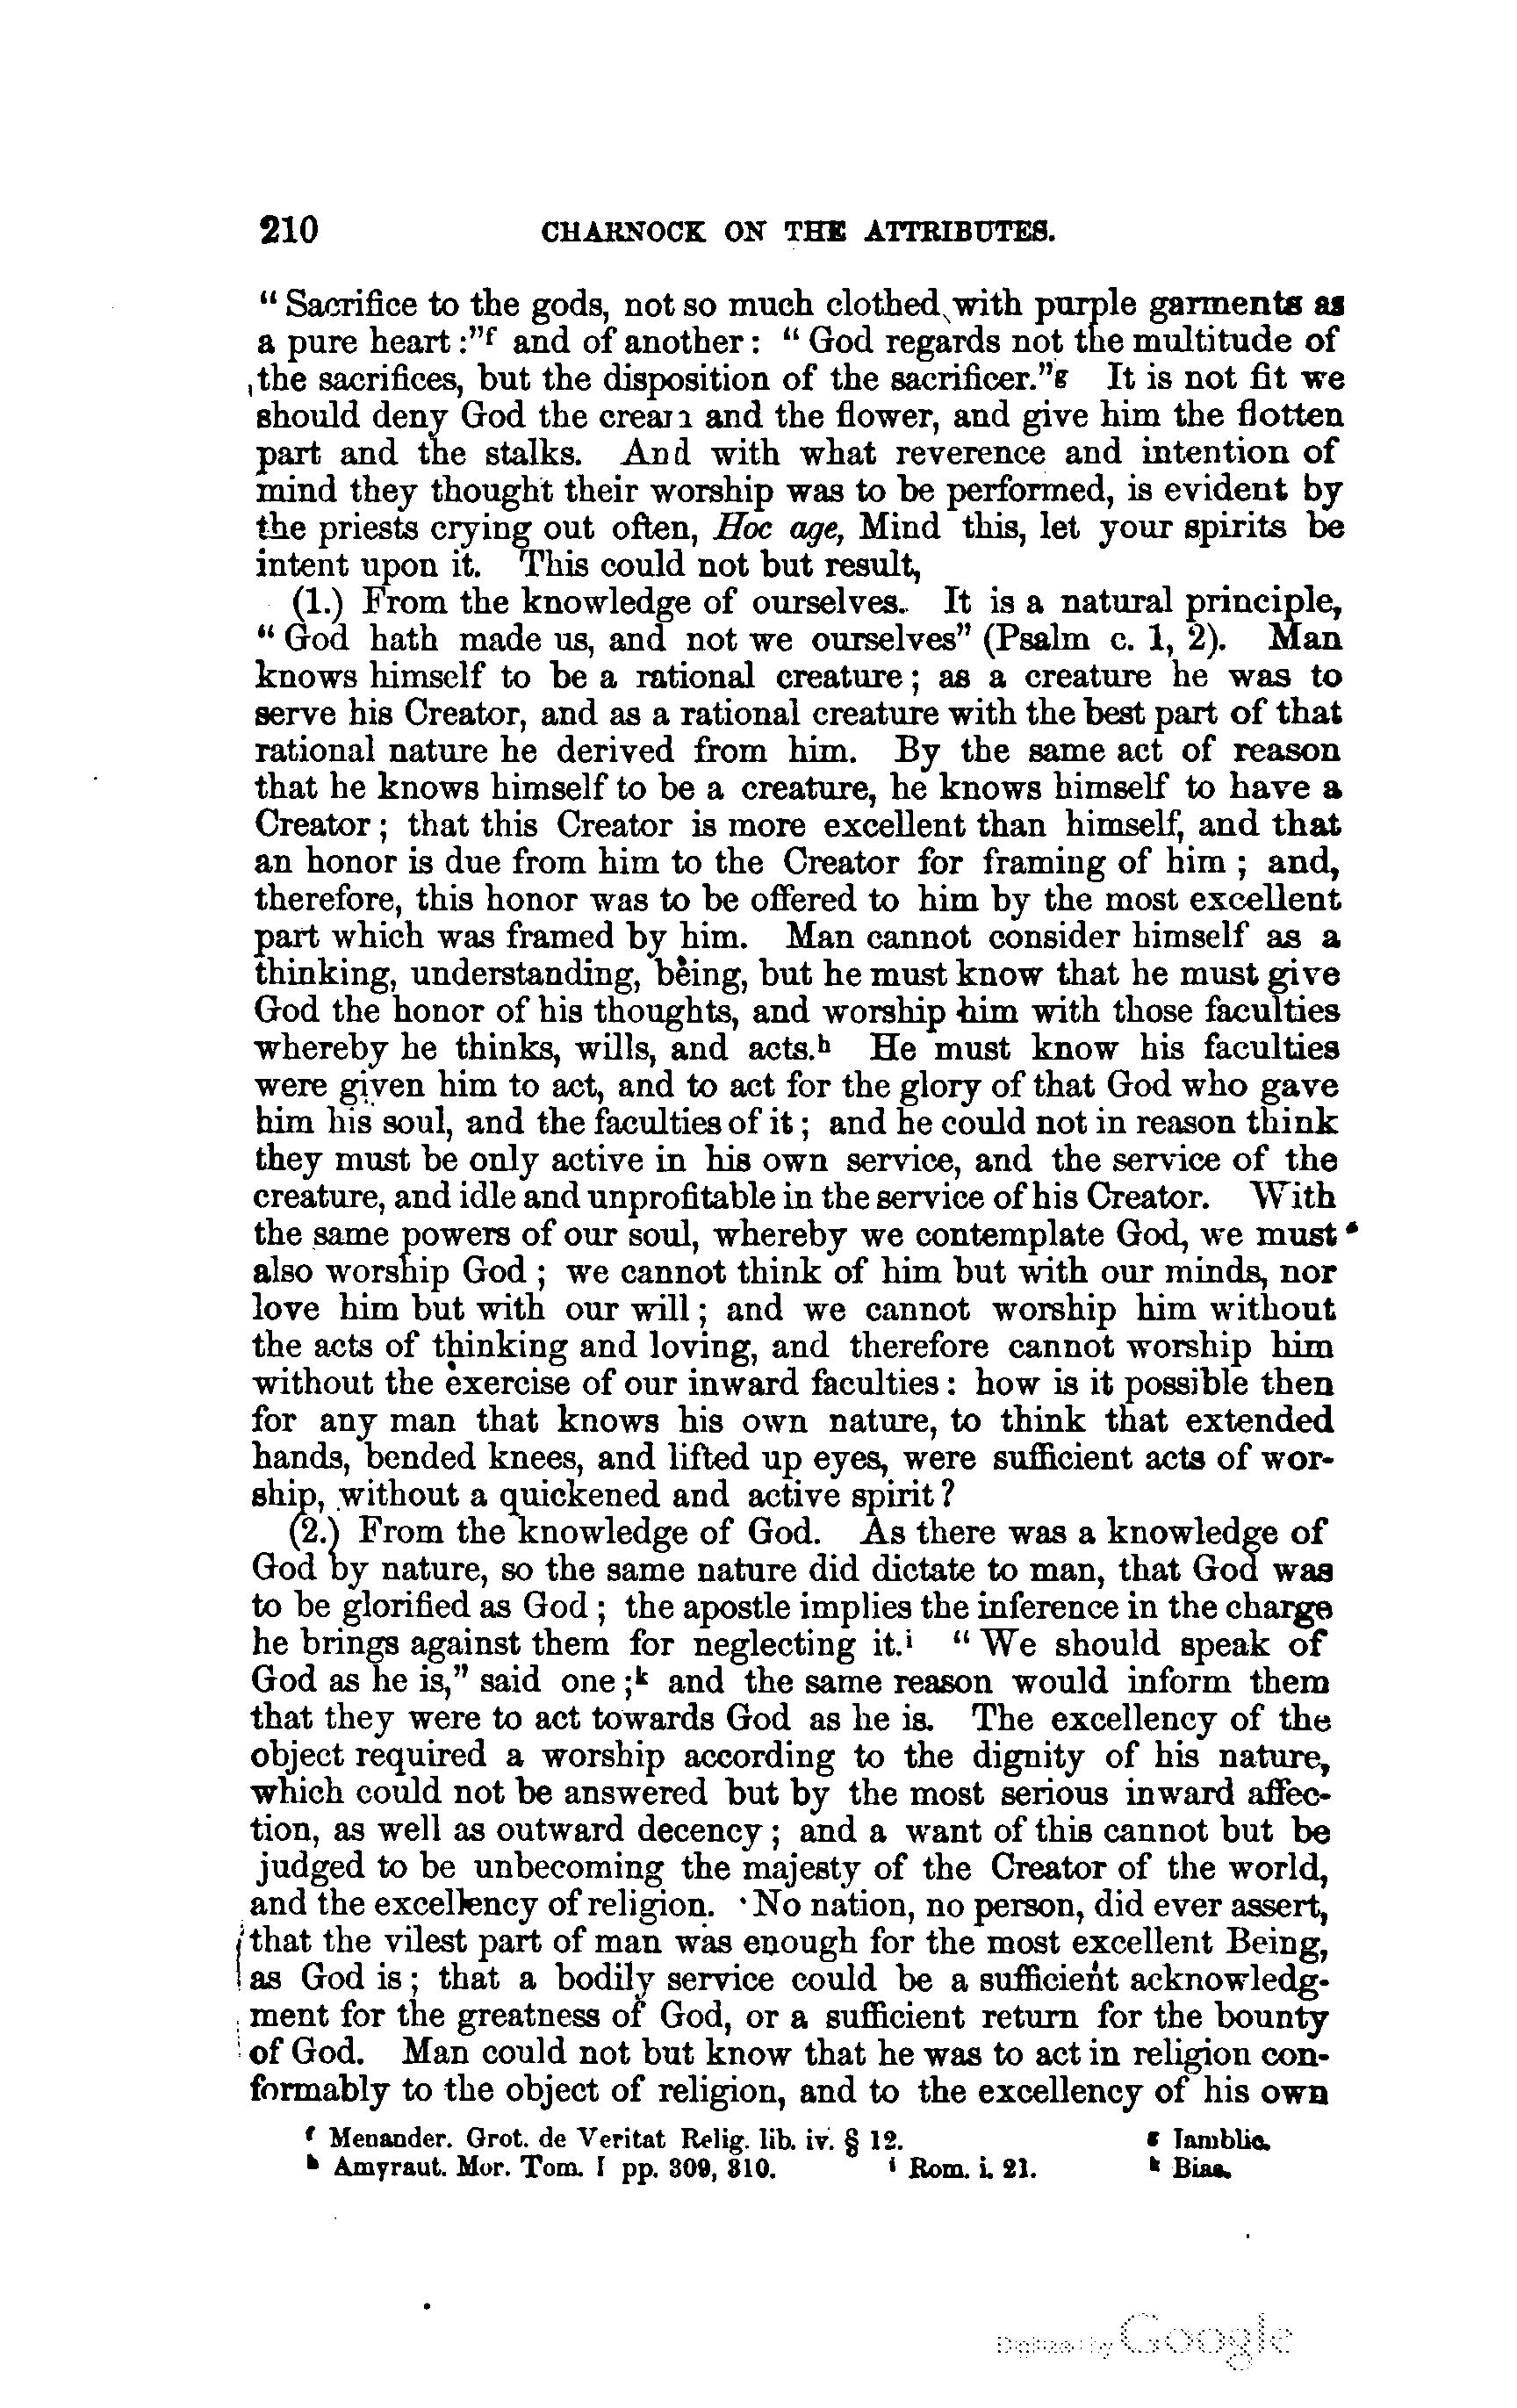 210 CHARNOCK ON THE ATTRIBUTES.
“ Sacrifice to the gods, not so much clothed with purple garments as
a pure heart :”f and of another : “ God regards not the multitude of
the sacrifices, but the disposition of the sacrificer.”g It is not fit we
should deny God the cream and the flower, and give him the flotten
part and the stalks. And with what reverence and intention of
mind they thought their worship was to be performed, is evident by
the priests crying out often, Hoc age, Mind this, let your spirits be
intent upon it. This could not but result,
(1.) From the knowledge of ourselves. It is a natural principle,
“ God hath made us, and not we ourselves” (Psalm c. 1, 2). Man
knows himself to be a rational creature ; as a creature he was to
serve his Creator, and as a rational creature with the best part of that
rational nature he derived from him. By the same act of reason
that he knows himself to be a creature, he knows himself to have a
Creator ; that this Creator is more excellent than himself, and that
an honor is due from him to the Creator for framing of him ; and,
therefore, this honor was to be offered to him by the most excellent
part which was framed by him. Man cannot consider himself as a
thinking, understanding, being, but he must know that he must give
God the honor of his thoughts, and worship him with those faculties
whereby he thinks, wills, and acts.h He must know his faculties
were given him to act, and to act for the glory of that God who gave
him his soul, and the faculties of it ; and he could not in reason think
they must be only active in his own service, and the service of the
creature, and idle and unprofitable in the service of his Creator. With
the same powers of our soul, whereby we contemplate God, we must
also worship God ; we cannot think of him but with our minds, nor
love him but with our will ; and we cannot worship him without
the acts of thinking and loving, and therefore cannot worship him
without the exercise of our inward faculties : how is it possible then
for any man that knows his own nature, to think that extended
hands, bended knees, and lifted up eyes, were sufficient acts of wor-
ship, without a quickened and active spirit ?
(2.) From the knowledge of God. As there was a knowledge of
God by nature, so the same nature did dictate to man, that God was
to be glorified as God ; the apostle implies the inference in the charge
he brings against them for neglecting it.i “ We should speak of
God as he is,” said one ;k and the same reason would inform them
that they were to act towards God as he is. The excellency of the
object required a worship according to the dignity of his nature,
which could not be answered but by the most serious inward affec-
tion, as well as outward decency ; and a want of this cannot but be
judged to be unbecoming the majesty of the Creator of the world,
and the excellency of religion. No nation, no person, did ever assert,
that the vilest part of man was enough for the most excellent Being,
as God is ; that a bodily service could be a sufficient acknowledg-
ment for the greatness of God, or a sufficient return for the bounty
of God. Man could not but know that he was to act in religion con-
formably to the object of religion, and to the excellency of his own
f Menander. Grot. de Veritat Relig. lib. iv. § 12. g Iamblic.
h Amyraut. Mor. Tom. I pp. 309, 310. i Rom. i. 21. k Bias.
Digitized by Google